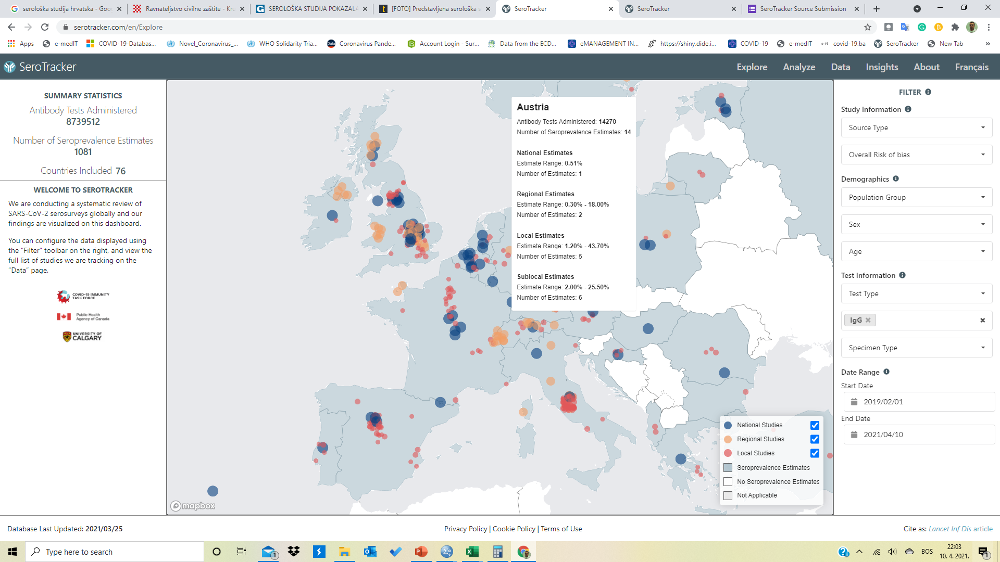 serološka studija hrvatska - Goo
Ravnateljstvo civilne zaštite - Kru
SEROLOŠKA STUDIJA POKAZALA
[FOTO] Predstavljena serološka s
SeroTracker
SeroTracker
SeroTracker Source Submission
serotracker.com/en/Explore
Apps
e-medIT
COVID-19-Databas...
Novel_Coronavirus_...
WHO Solidarity Tria...
Coronavirus Pande...
Account Login - Sur...
Data from the ECD...
eMANAGEMENT IN...
https://shiny.dide.i...
COVID-19
e-medIT
covid-19.ba
SeroTracker
New Tab
»
SeroTracker
Explore
Analyze
Data
Insights
About
Français
SUMMARY STATISTICS
Antibody Tests Administered
8739512
Number of Seroprevalence Estimates
1081
Countries Included 76
WELCOME TO SEROTRACKER
We are conducting a systematic review of
SARS-CoV-2 serosurveys globally and our
findings are visualized on this dashboard.
You can configure the data displayed using
the "Filter" toolbar on the right, and view the
full list of studies we are tracking on the
"Data" page.
COVID-19 IMMUNITY
TASK FORCE
Public Health
Agency of Canada
UNIVERSITY OF
CALGARY
Austria
Antibody Tests Administered: 14270
Number of Seroprevalence Estimates: 14
National Estimates
Estimate Range: 0.51%
Number of Estimates: 1
Regional Estimates
Estimate Range: 0.30% - 18.00%
Number of Estimates: 2
Local Estimates
Estimate Range: 1.20% - 43.70%
Number of Estimates: 5
Sublocal Estimates
Estimate Range: 2.00% - 25.50%
Number of Estimates: 6
National Studies
Regional Studies
Local Studies
Seroprevalence Estimates
No Seroprevalence Estimates
Not Applicable
mapbox
FILTER
Study Information
Source Type
Overall Risk of bias
Demographics
Population Group
Sex
Age
Test Information
Test Type
IgG
Specimen Type
Date Range
Start Date
2019/02/01
End Date
2021/04/10
Database Last Updated: 2021/03/25
Privacy Policy | Cookie Policy | Terms of Use
Cite as: Lancet Inf Dis article
Type here to search
BOS
22:03
10. 4. 2021.